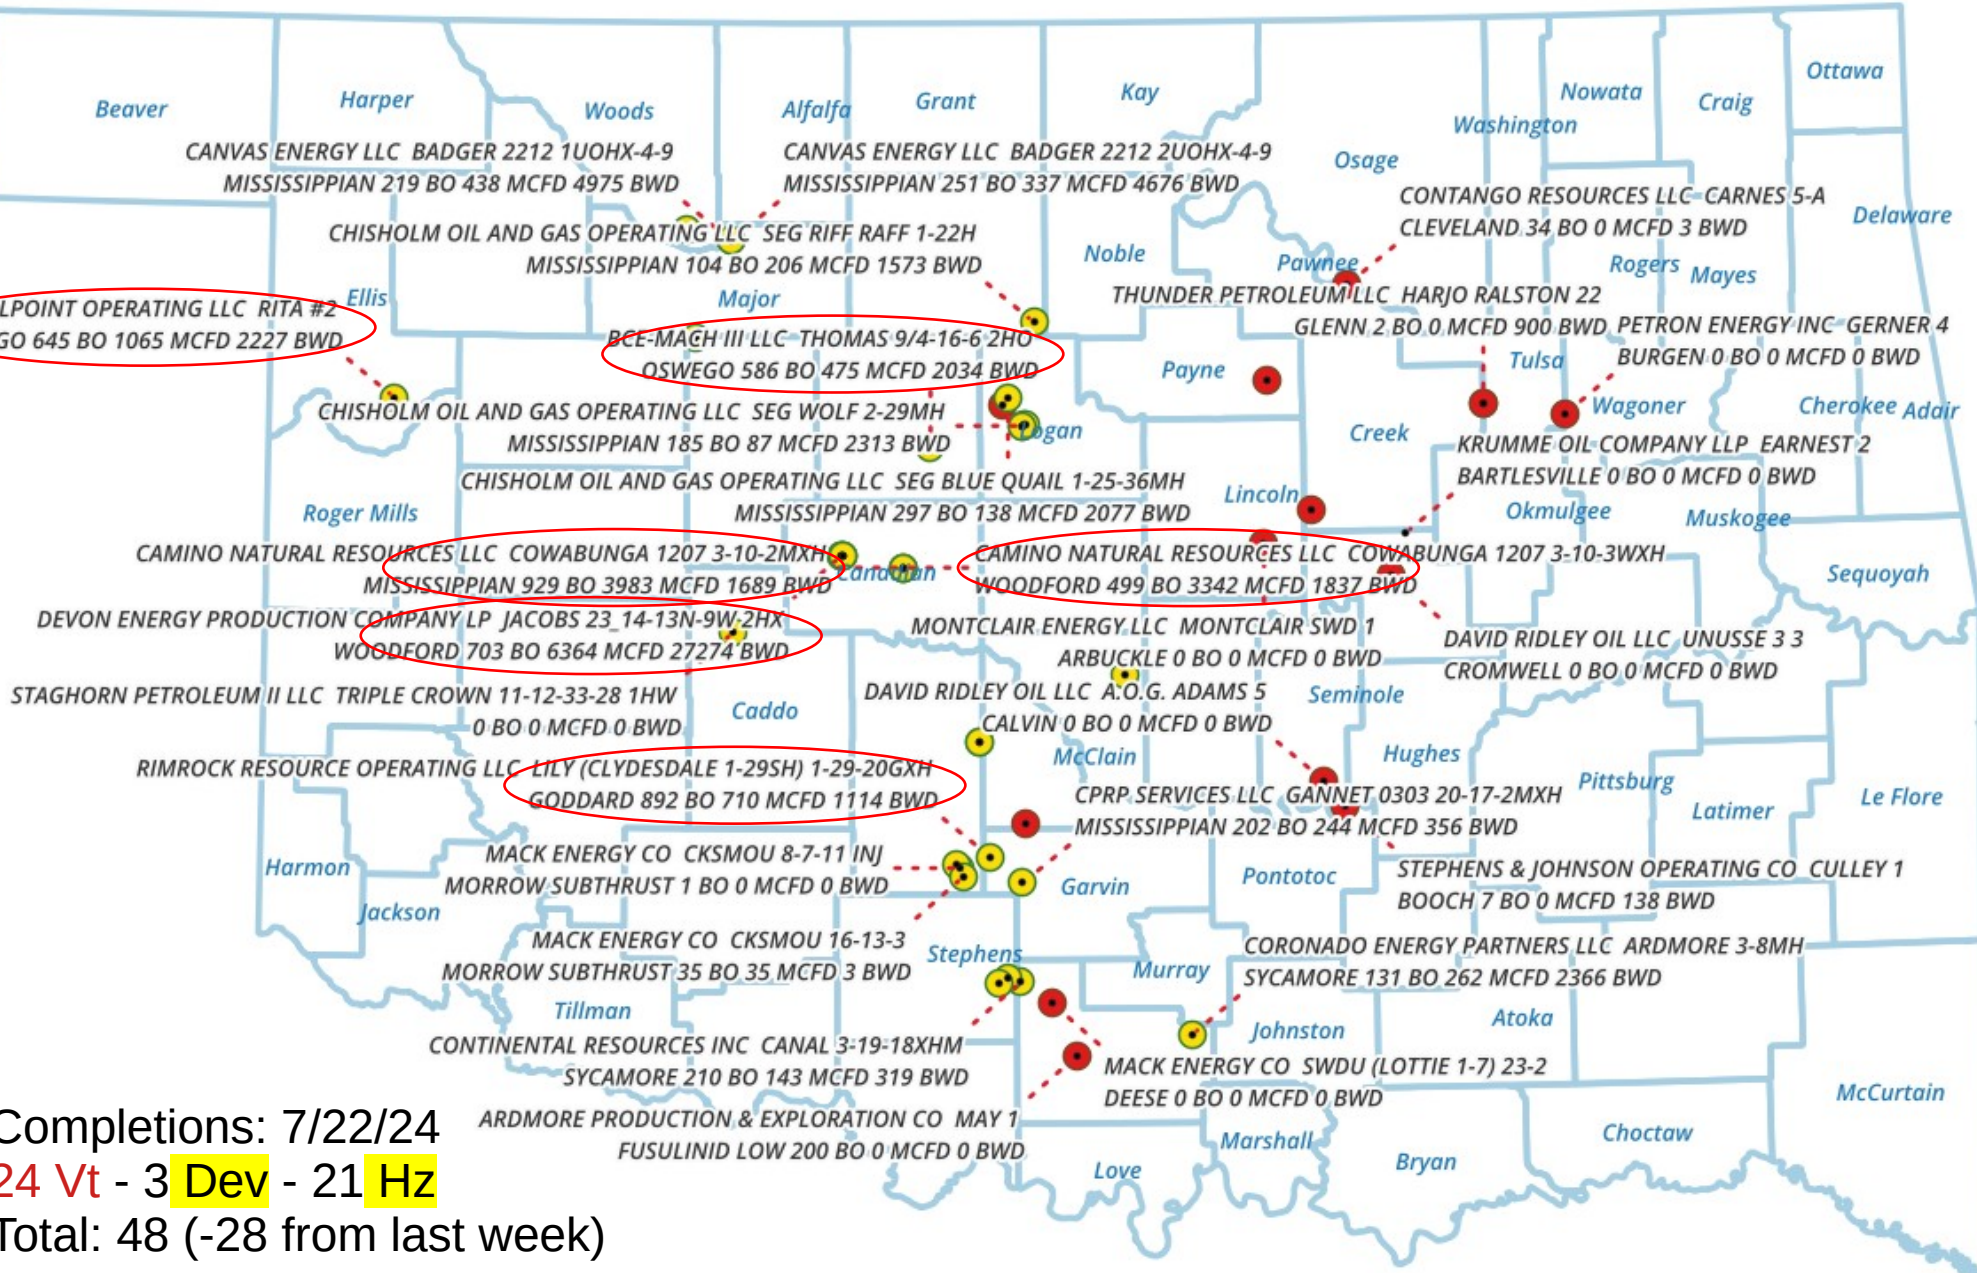 Beaver
Harper
Woods
Alfalfa
Grant
Kay
Osage
Washington
Nowata
Craig
Ottawa
CANVAS ENERGY LLC BADGER 2212 1UOHX-4-9
MISSISSIPPIAN 219 BO 438 MCFD 4975 BWD
CANVAS ENERGY LLC BADGER 2212 2UOHX-4-9
MISSISSIPPIAN 251 BO 337 MCFD 4676 BWD
CONTANGO RESOURCES LLC CARNES 5-A
CLEVELAND 34 BO 0 MCFD 3 BWD
Delaware
CHISHOLM OIL AND GAS OPERATING LLC SEG RIFF RAFF 1-22H
MISSISSIPPIAN 104 BO 206 MCFD 1573 BWD
Noble
Pawnee
Rogers
Mayes
Ellis
Major
LPOINT OPERATING LLC RITA #2
GO 645 BO 1065 MCFD 2227 BWD
THUNDER PETROLEUM LLC HARJO RALSTON 22
GLENN 2 BO 0 MCFD 900 BWD
PETRON ENERGY INC GERNER 4
BURGEN 0 BO 0 MCFD 0 BWD
BCE-MACH III LLC THOMAS 9/4-16-6 2HO
OSWEGO 586 BO 475 MCFD 2034 BWD
Payne
Tulsa
Wagoner
Cherokee
Adair
CHISHOLM OIL AND GAS OPERATING LLC SEG WOLF 2-29MH
MISSISSIPPIAN 185 BO 87 MCFD 2313 BWD
Logan
Creek
KRUMME OIL COMPANY LLP EARNEST 2
BARTLESVILLE 0 BO 0 MCFD 0 BWD
CHISHOLM OIL AND GAS OPERATING LLC SEG BLUE QUAIL 1-25-36MH
MISSISSIPPIAN 297 BO 138 MCFD 2077 BWD
Roger Mills
Lincoln
Okmulgee
Muskogee
CAMINO NATURAL RESOURCES LLC COWABUNGA 1207 3-10-2MXH
MISSISSIPPIAN 929 BO 3983 MCFD 1689 BWD
Canadian
CAMINO NATURAL RESOURCES LLC COWABUNGA 1207 3-10-3WXH
WOODFORD 499 BO 3342 MCFD 1837 BWD
Sequoyah
DEVON ENERGY PRODUCTION COMPANY LP JACOBS 23_14-13N-9W-2HX
WOODFORD 703 BO 6364 MCFD 27274 BWD
MONTCLAIR ENERGY LLC MONTCLAIR SWD 1
ARBUCKLE 0 BO 0 MCFD 0 BWD
DAVID RIDLEY OIL LLC UNUSSE 3 3
CROMWELL 0 BO 0 MCFD 0 BWD
STAGHORN PETROLEUM II LLC TRIPLE CROWN 11-12-33-28 1HW
0 BO 0 MCFD 0 BWD
Caddo
DAVID RIDLEY OIL LLC A.O.G. ADAMS 5
CALVIN 0 BO 0 MCFD 0 BWD
Seminole
McClain
Hughes
Pittsburg
Latimer
Le Flore
RIMROCK RESOURCE OPERATING LLC LILY (CLYDESDALE 1-29SH) 1-29-20GXH
GODDARD 892 BO 710 MCFD 1114 BWD
CPRP SERVICES LLC GANNET 0303 20-17-2MXH
MISSISSIPPIAN 202 BO 244 MCFD 356 BWD
Harmon
MACK ENERGY CO CKSMOU 8-7-11 INJ
MORROW SUBTHRUST 1 BO 0 MCFD 0 BWD
Garvin
Pontotoc
STEPHENS & JOHNSON OPERATING CO CULLEY 1
BOOCH 7 BO 0 MCFD 138 BWD
Jackson
MACK ENERGY CO CKSMOU 16-13-3
MORROW SUBTHRUST 35 BO 35 MCFD 3 BWD
Stephens
Murray
CORONADO ENERGY PARTNERS LLC ARDMORE 3-8MH
SYCAMORE 131 BO 262 MCFD 2366 BWD
Tillman
Johnston
Atoka
CONTINENTAL RESOURCES INC CANAL 3-19-18XHM
SYCAMORE 210 BO 143 MCFD 319 BWD
MACK ENERGY CO SWDU (LOTTIE 1-7) 23-2
DEESE 0 BO 0 MCFD 0 BWD
McCurtain
ARDMORE PRODUCTION & EXPLORATION CO MAY 1
FUSULINID LOW 200 BO 0 MCFD 0 BWD
Marshall
Choctaw
Love
Bryan
Completions: 7/22/24
24 Vt - 3 Dev - 21 Hz
Total: 48 (-28 from last week)